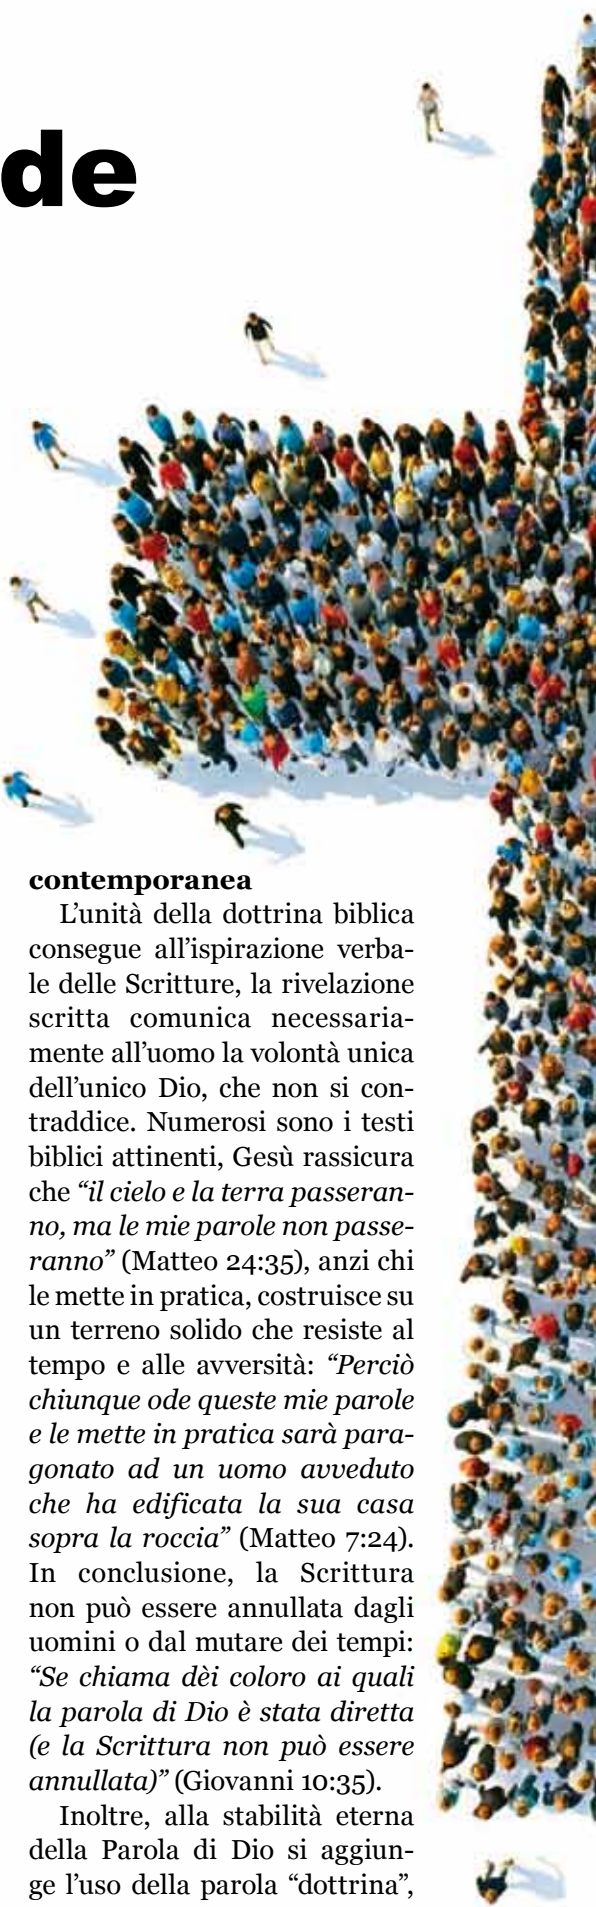 de
contemporanea
L’unità della dottrina biblica
consegue all’ispirazione verba-
le delle Scritture, la rivelazione
scritta comunica necessaria-
mente all’uomo la volontà unica
dell’unico Dio, che non si con-
traddice. Numerosi sono i testi
biblici attinenti, Gesù rassicura
che “il cielo e la terra passeran-
no, ma le mie parole non passe-
ranno” (Matteo 24:35), anzi chi
le mette in pratica, costruisce su
un terreno solido che resiste al
tempo e alle avversità: “Perciò
chiunque ode queste mie parole
e le mette in pratica sarà para-
gonato ad un uomo avveduto
che ha edificata la sua casa
sopra la roccia” (Matteo 7:24).
In conclusione, la Scrittura
non può essere annullata dagli
uomini o dal mutare dei tempi:
“Se chiama dèi coloro ai quali
la parola di Dio è stata diretta
(e la Scrittura non può essere
annullata)” (Giovanni 10:35).
Inoltre, alla stabilità eterna
della Parola di Dio si aggiun-
ge l’uso della parola “dottrina”,